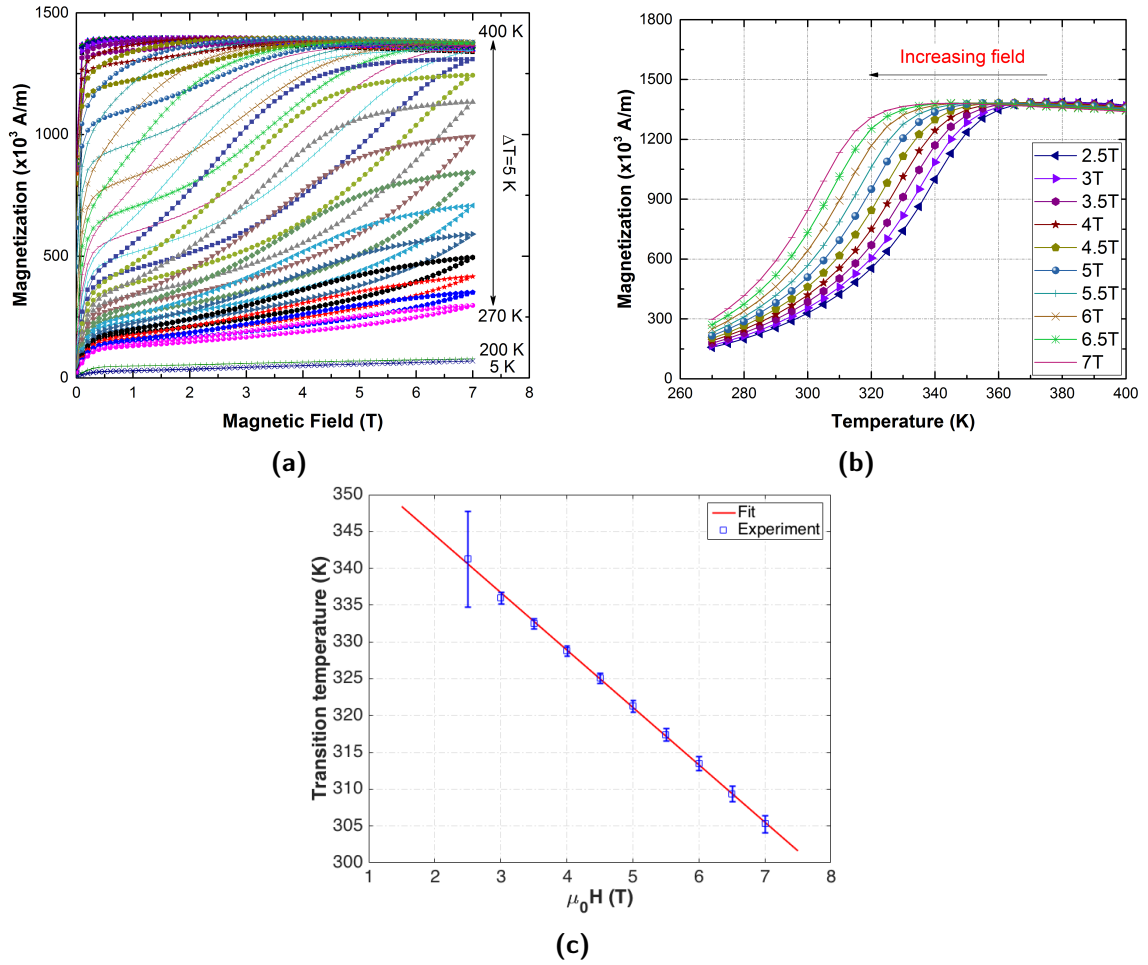 (a)
1500
1000
500
0
Magnetization (x10³ A/m)
400 K
ΔT=5 K
270 K
200 K
5 K
0 1 2 3 4 5 6 7 8
Magnetic Field (T)
(a)
(b)
1800
1500
1200
900
600
300
0
Magnetization (x10³ A/m)
Increasing field
2.5T
3T
3.5T
4T
4.5T
5T
5.5T
6T
6.5T
7T
260 280 300 320 340 360 380 400
Temperature (K)
(b)
350
345
340
335
330
325
320
315
310
305
300
Transition temperature (K)
Fit
Experiment
1 2 3 4 5 6 7 8
μ₀H (T)
(c)